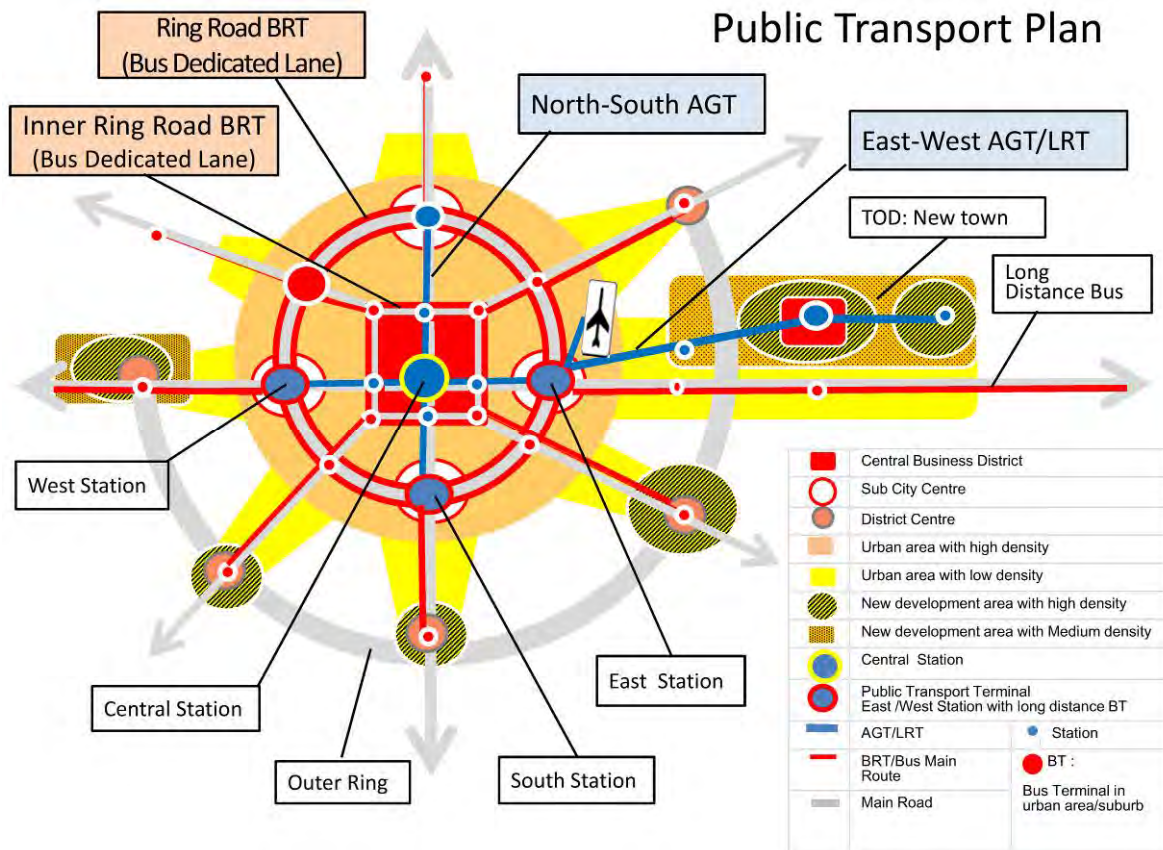 Public Transport Plan
Ring Road BRT
(Bus Dedicated Lane)
Inner Ring Road BRT
(Bus Dedicated Lane)
North-South AGT
East-West AGT/LRT
TOD: New town
Long
Distance Bus
West Station
Central Station
Outer Ring
South Station
East Station
Central Business District
Sub City Centre
District Centre
Urban area with high density
Urban area with low density
New development area with high density
New development area with Medium density
Central Station
Public Transport Terminal
East /West Station with long distance BT
AGT/LRT
Station
BRT/Bus Main
Route
BT :
Bus Terminal in
urban area/suburb
Main Road